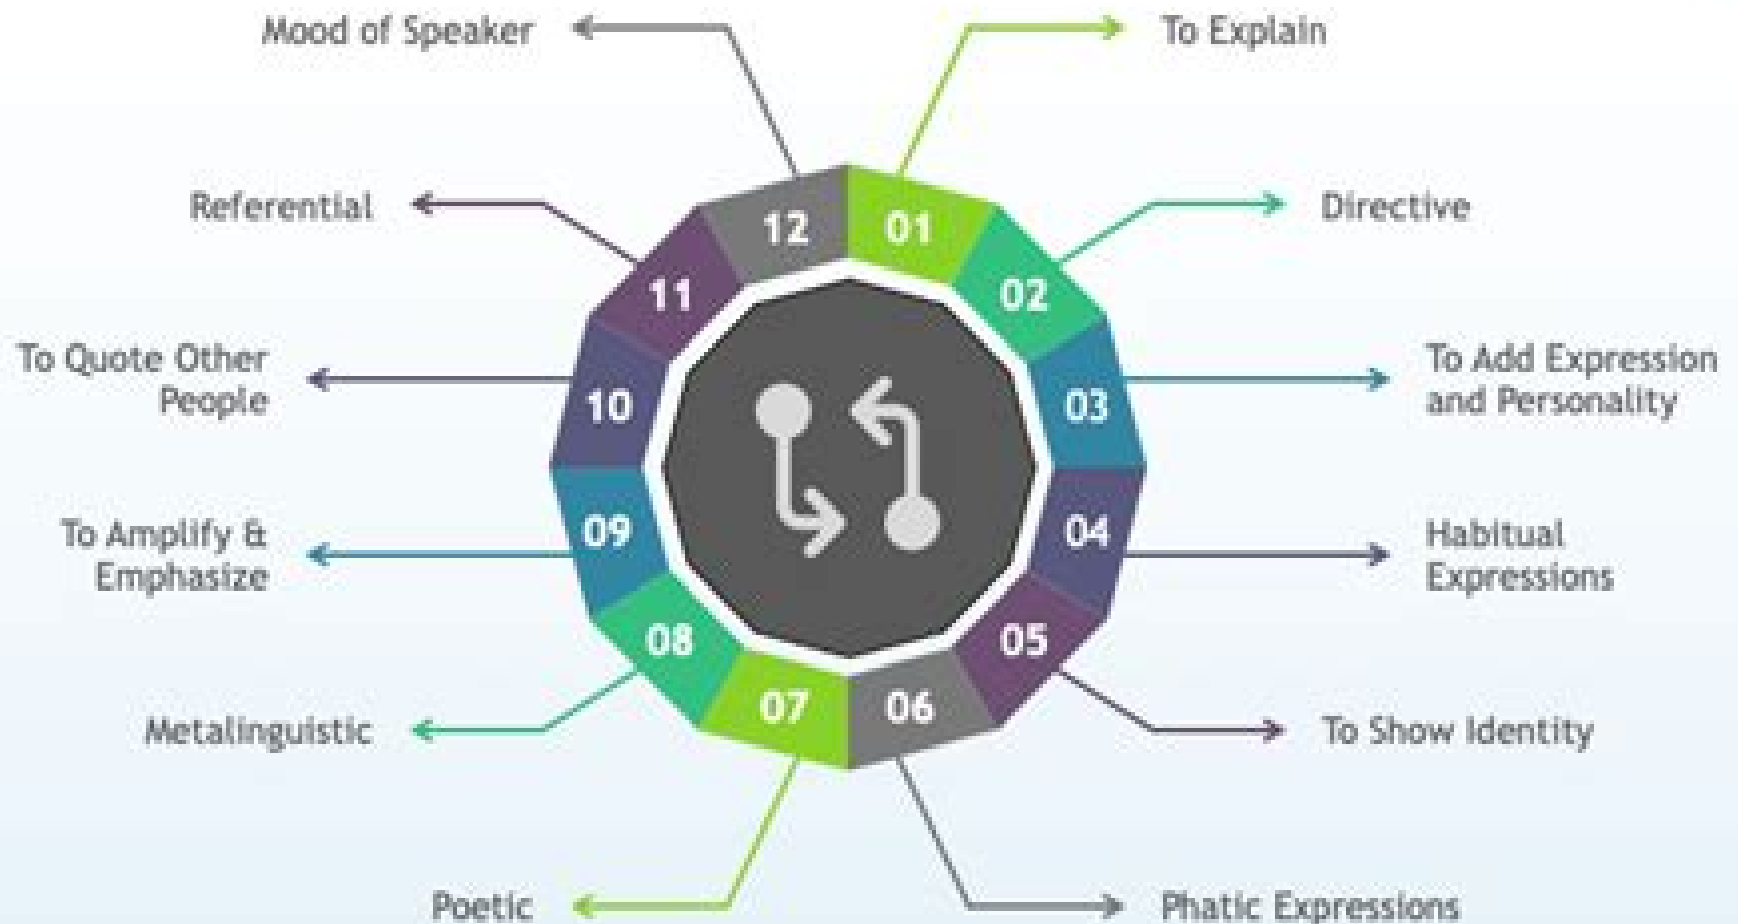 Mood of Speaker
To Explain
Referential
Directive
To Quote Other
People
To Add Expression
and Personality
To Amplify &
Emphasize
Habitual
Expressions
Metalinguistic
To Show Identity
Poetic
Phatic Expressions
12
01
11
02
10
03
09
04
08
05
07
06